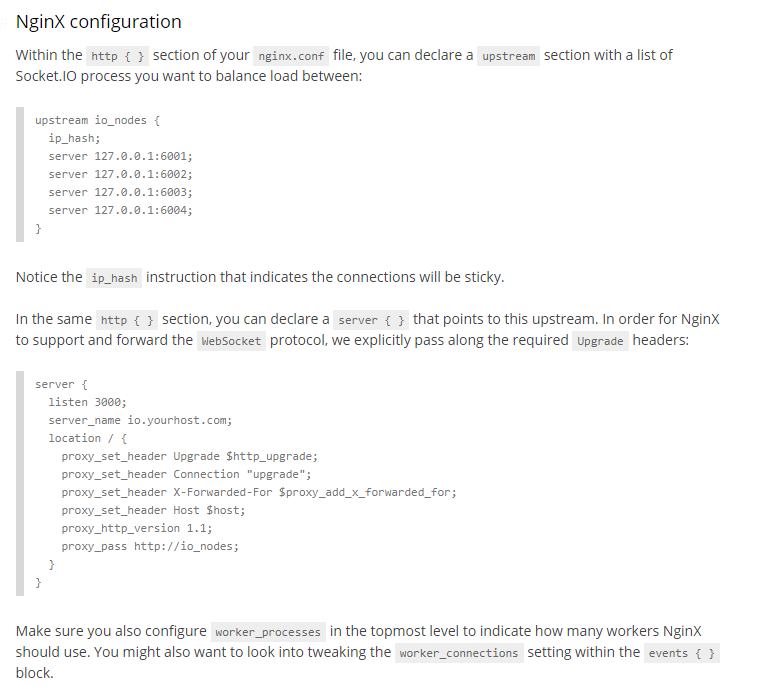 NginX configuration
Within the http { } section of your nginx.conf file, you can declare a upstream section with a list of
Socket.IO process you want to balance load between:
upstream io_nodes {
  ip_hash;
  server 127.0.0.1:6001;
  server 127.0.0.1:6002;
  server 127.0.0.1:6003;
  server 127.0.0.1:6004;
}
Notice the ip_hash instruction that indicates the connections will be sticky.
In the same http { } section, you can declare a server { } that points to this upstream. In order for NginX
to support and forward the WebSocket protocol, we explicitly pass along the required Upgrade headers:
server {
  listen 3000;
  server_name io.yourhost.com;
  location / {
    proxy_set_header Upgrade $http_upgrade;
    proxy_set_header Connection "upgrade";
    proxy_set_header X-Forwarded-For $proxy_add_x_forwarded_for;
    proxy_set_header Host $host;
    proxy_http_version 1.1;
    proxy_pass http://io_nodes;
  }
}
Make sure you also configure worker_processes in the topmost level to indicate how many workers NginX
should use. You might also want to look into tweaking the worker_connections setting within the events { }
block.